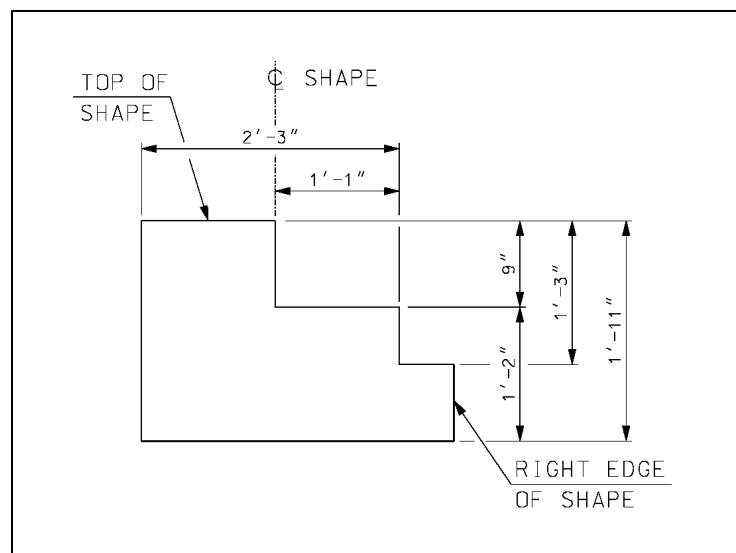 ℄ SHAPE
TOP OF
SHAPE
2'-3"
1'-1"
9"
1'-3"
1'-11"
1'-2"
RIGHT EDGE
OF SHAPE